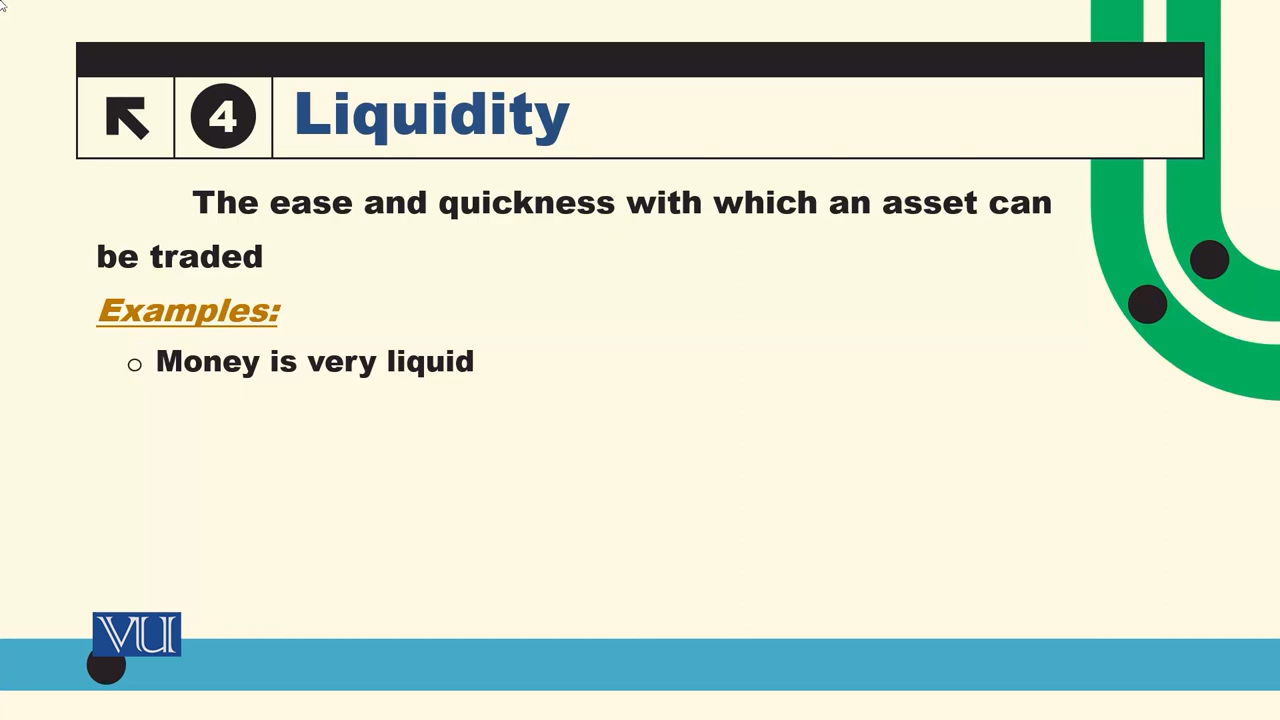 4 Liquidity
The ease and quickness with which an asset can
be traded
Examples:
o Money is very liquid
VU